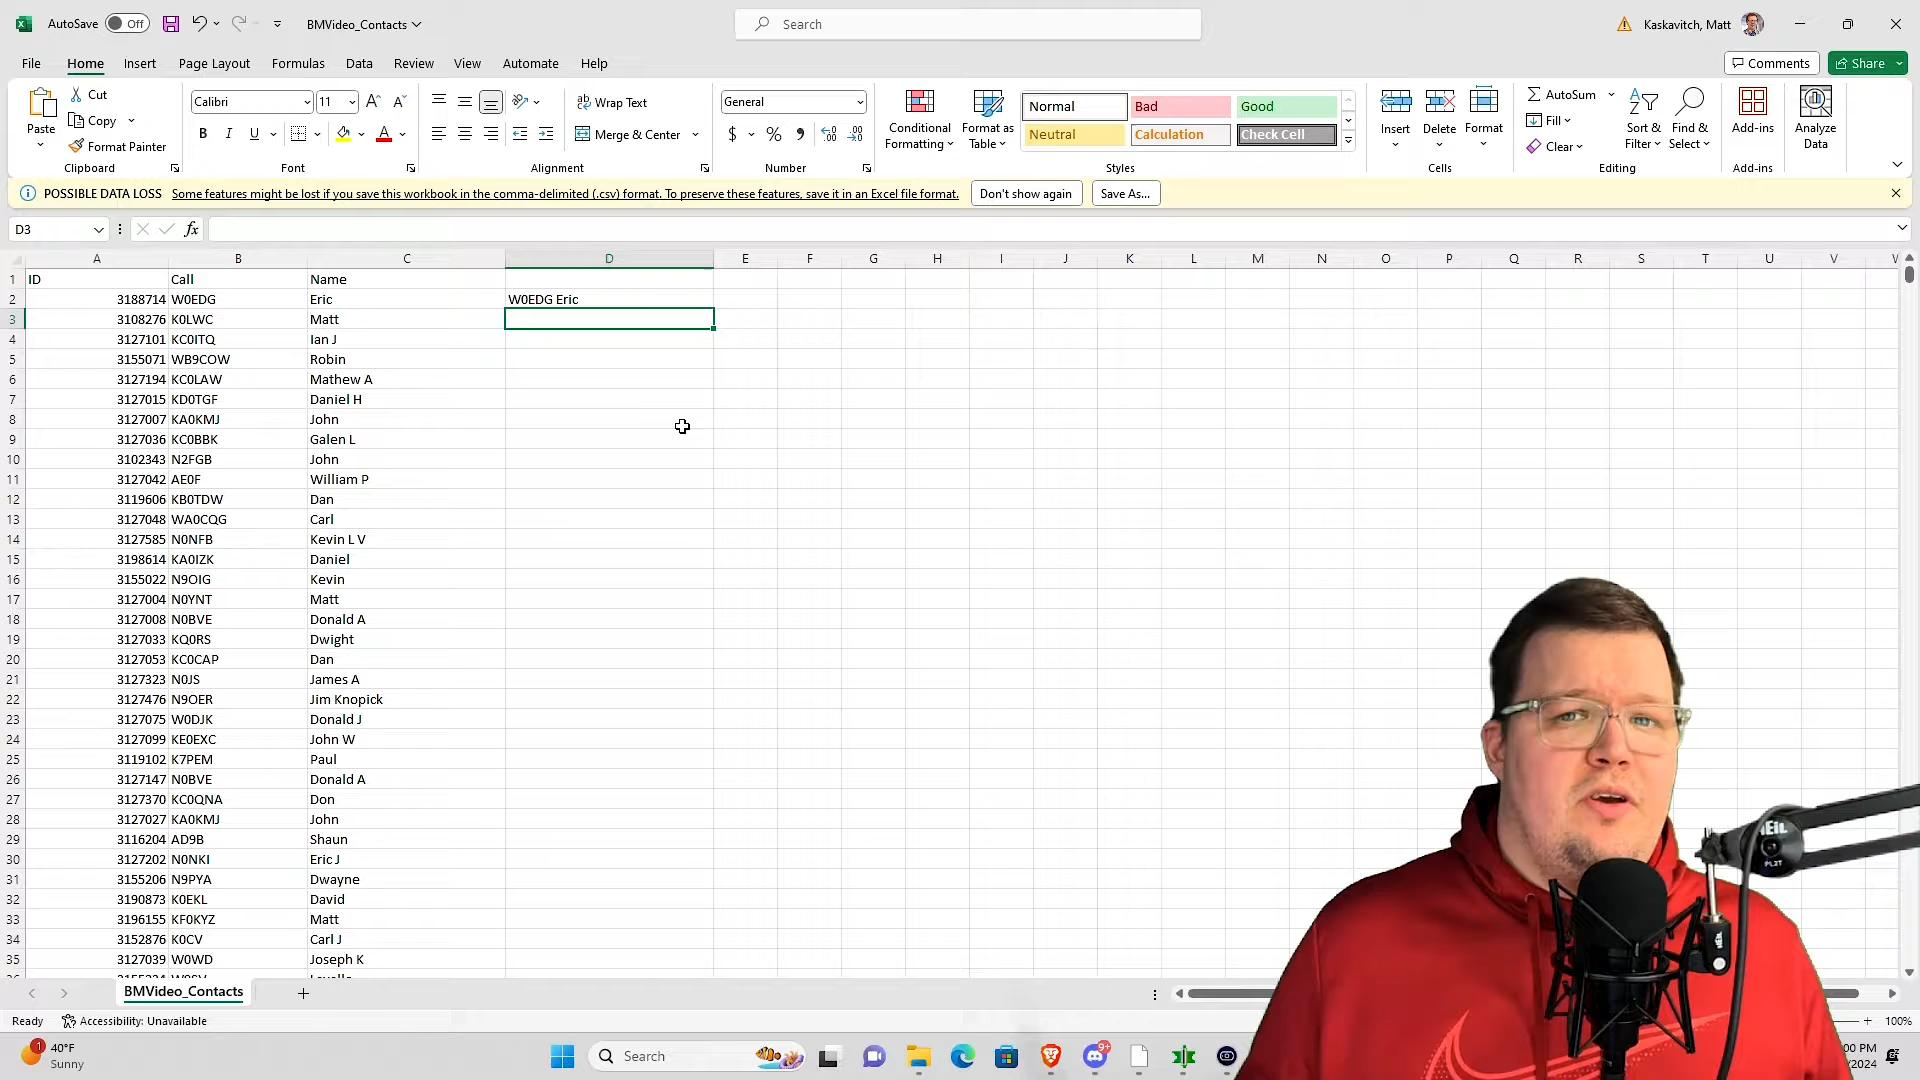 AutoSave Off BMVideo_Contacts Search Kaskavitch, Matt
File Home Insert Page Layout Formulas Data Review View Automate Help Comments Share
Paste Cut Copy Format Painter Clipboard
Calibri 11 B I U A Font
Wrap Text Merge & Center Alignment
General $ % Number
Conditional Formatting Format as Table
Normal Bad Good
Neutral Calculation Check Cell
Styles
Insert Delete Format Cells
AutoSum Fill Clear Sort & Filter Find & Select Editing
Add-ins Add-ins
Analyze Data
POSSIBLE DATA LOSS Some features might be lost if you save this workbook in the comma-delimited (.csv) format. To preserve these features, save it in an Excel file format. Don't show again Save As...
D3 fx
A B C D E F G H I J K L M N O P Q R S T U V
1 ID Call Name
2 3188714 W0EDG Eric W0EDG Eric
3 3108276 K0LWC Matt
4 3127101 KC0ITQ Ian J
5 3155071 WB9COW Robin
6 3127194 KC0LAW Mathew A
7 3127015 KD0TGF Daniel H
8 3127007 KA0KMJ John
9 3127036 KC0BBK Galen L
10 3102343 N2FGB John
11 3127042 AE0F William P
12 3119606 KB0TDW Dan
13 3127048 WA0CQG Carl
14 3127585 N0NFB Kevin L V
15 3198614 KA0IZK Daniel
16 3155022 N9OIG Kevin
17 3127004 N0YNT Matt
18 3127008 N0BVE Donald A
19 3127033 KQ0RS Dwight
20 3127053 KC0CAP Dan
21 3127323 N0JS James A
22 3127476 N9OER Jim Knopick
23 3127075 W0DJK Donald J
24 3127099 KE0EXC John W
25 3119102 K7PEM Paul
26 3127147 N0BVE Donald A
27 3127370 KC0QNA Don
28 3127027 KA0KMJ John
29 3116204 AD9B Shaun
30 3127202 N0NKI Eric J
31 3155206 N9PYA Dwayne
32 3190873 K0EKL David
33 3196155 KF0KYZ Matt
34 3152876 K0CV Carl J
35 3127039 W0WD Joseph K
BMVideo_Contacts
Ready Accessibility: Unavailable 100%
1 40°F
Sunny
Search
9+
HEiL
PL2T